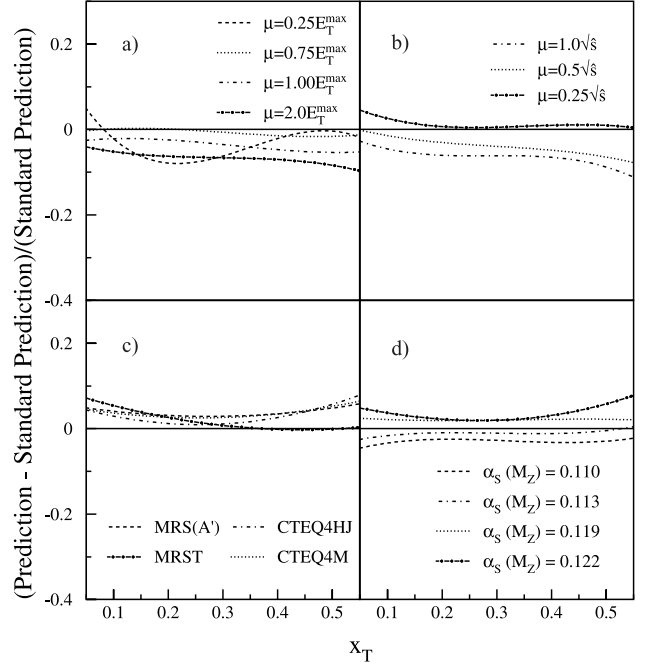 (Prediction - Standard Prediction)/(Standard Prediction)
0.2
0
-0.2
-0.4
a)
μ=0.25E_T^max
μ=0.75E_T^max
μ=1.00E_T^max
μ=2.0E_T^max
b)
μ=1.0√ŝ
μ=0.5√ŝ
μ=0.25√ŝ
0.2
0
-0.2
-0.4
c)
MRS(A') CTEQ4HJ
MRST CTEQ4M
d)
α_S (M_Z) = 0.110
α_S (M_Z) = 0.113
α_S (M_Z) = 0.119
α_S (M_Z) = 0.122
0.1 0.2 0.3 0.4 0.5 0.1 0.2 0.3 0.4 0.5
x_T